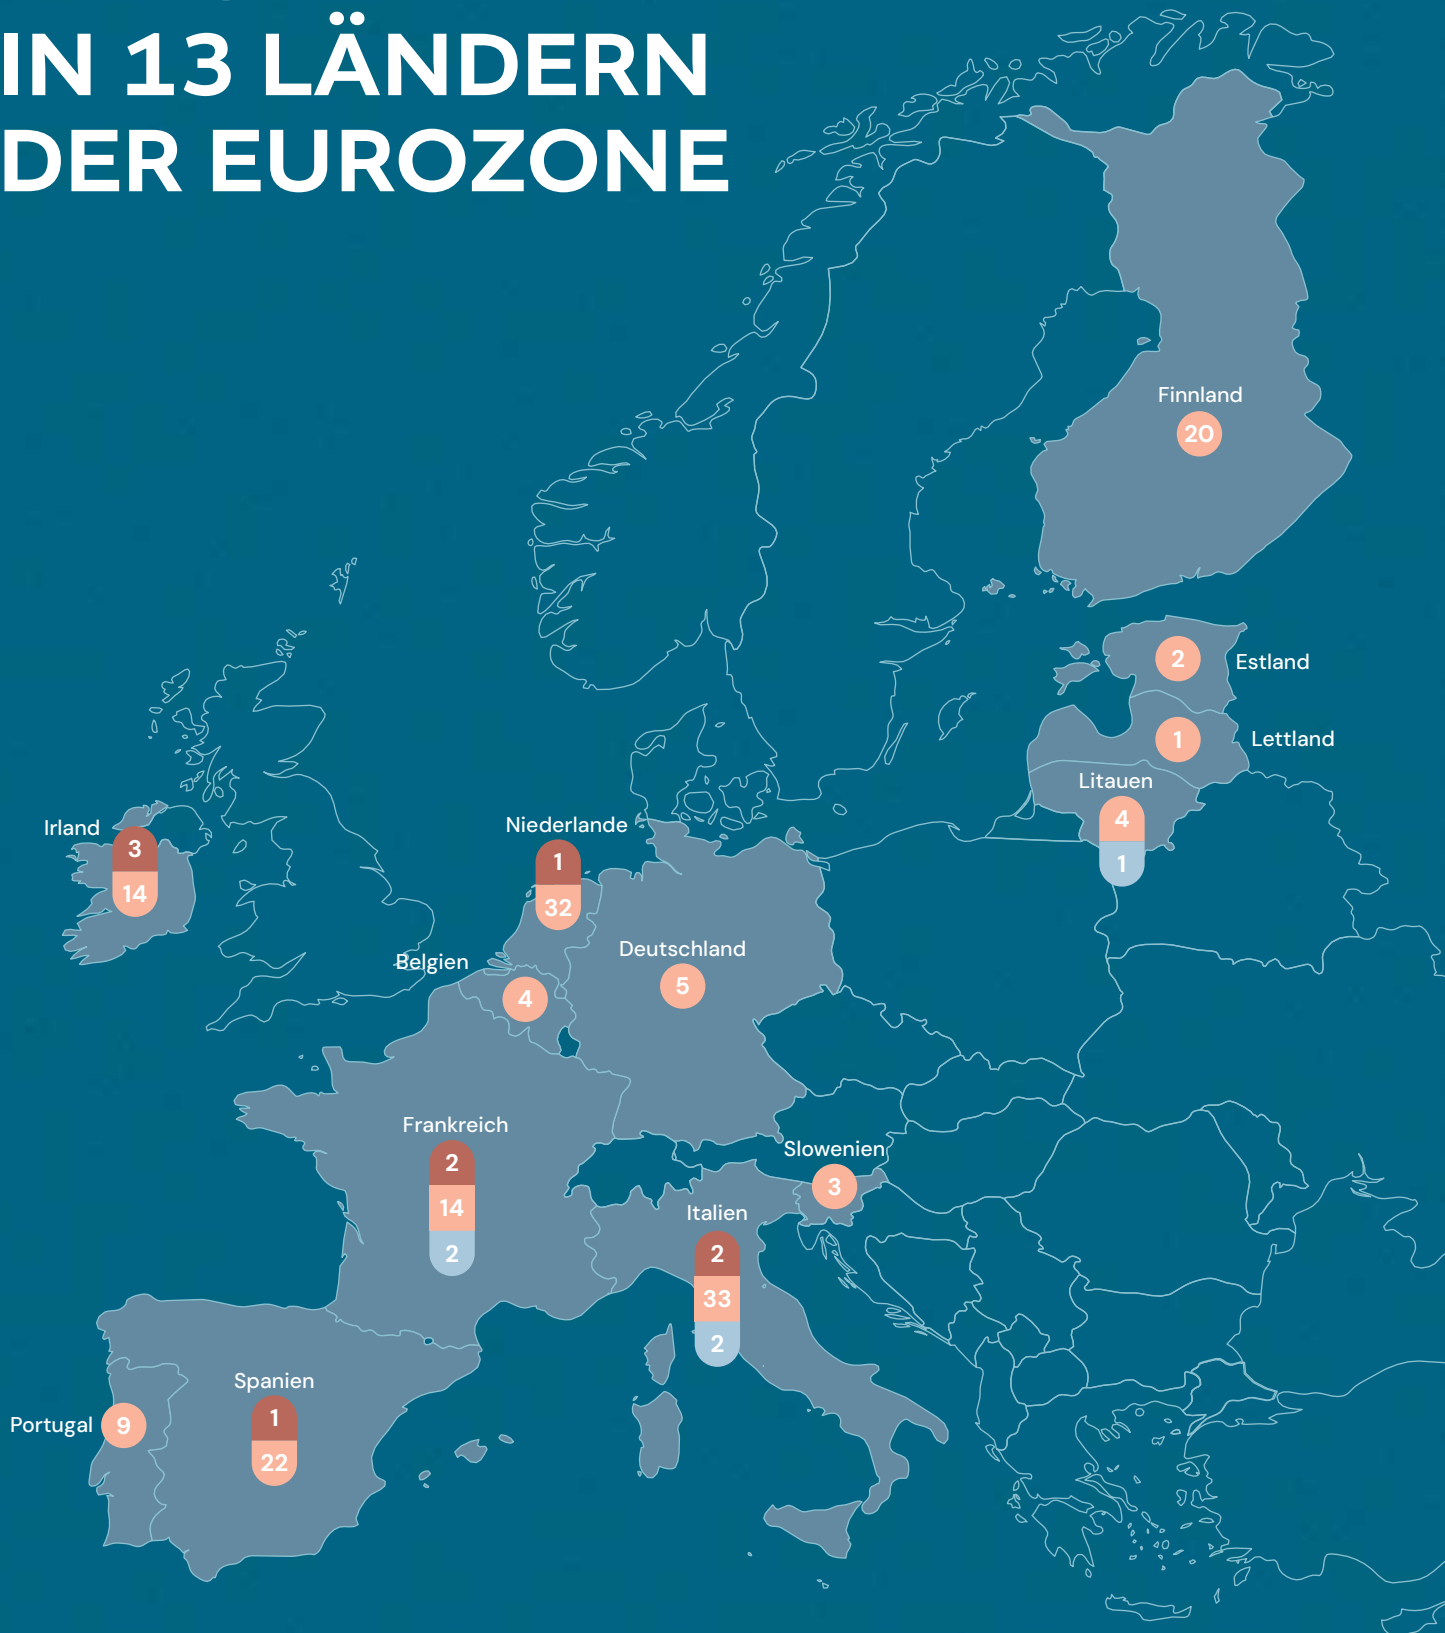 IN 13 LÄNDERN
DER EUROZONE
Finnland
20
2
Estland
1
Lettland
Litauen
4
1
Irland
3
14
Niederlande
1
32
Belgien
4
Deutschland
5
Frankreich
2
14
2
Slowenien
3
Italien
2
33
2
Spanien
1
22
Portugal
9